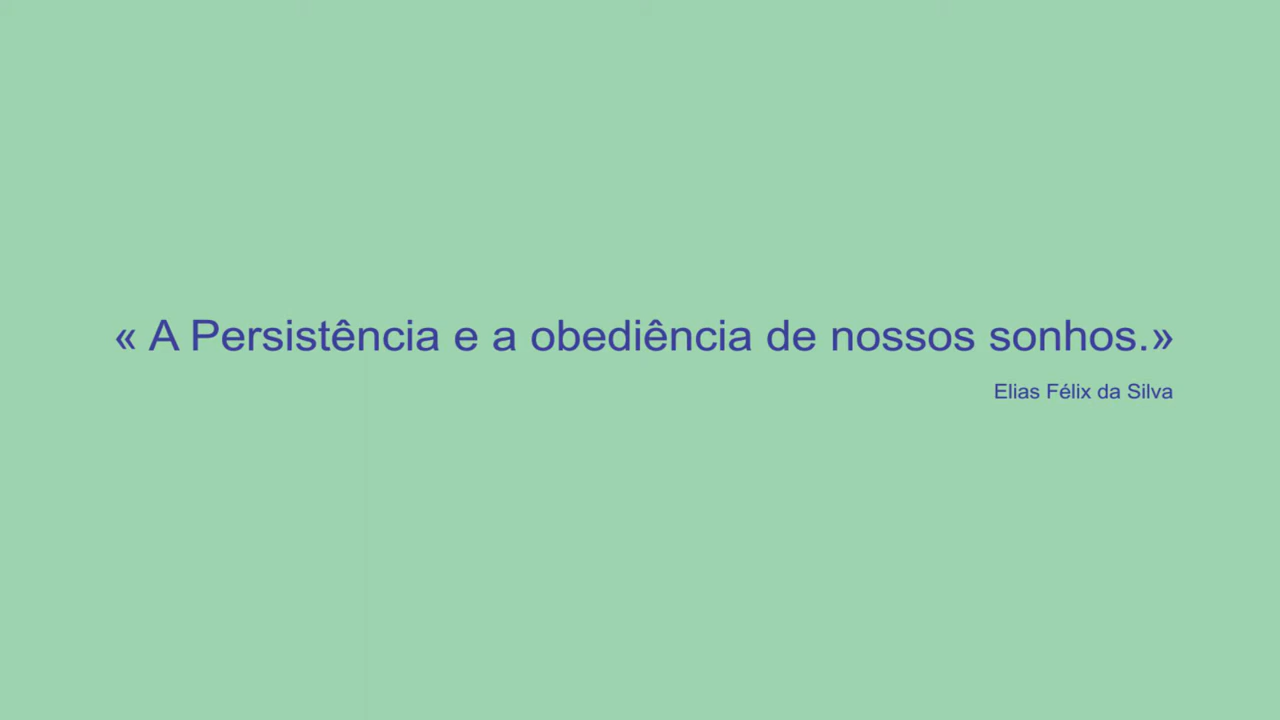 « A Persistência e a obediência de nossos sonhos.»
Elias Félix da Silva